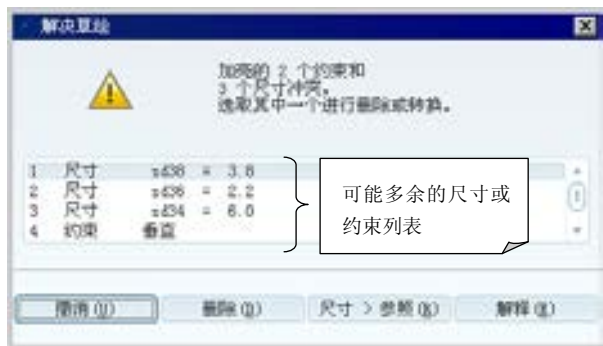 解决草绘
加亮的 2 个约束和
3 个尺寸冲突。
选取其中一个进行删除或转换。
1 尺寸 sd38 = 3.8
2 尺寸 sd36 = 2.2
3 尺寸 sd34 = 6.0
4 约束 垂直
可能多余的尺寸或
约束列表
撤消(U) 删除(D) 尺寸 > 参照(R) 解释(E)